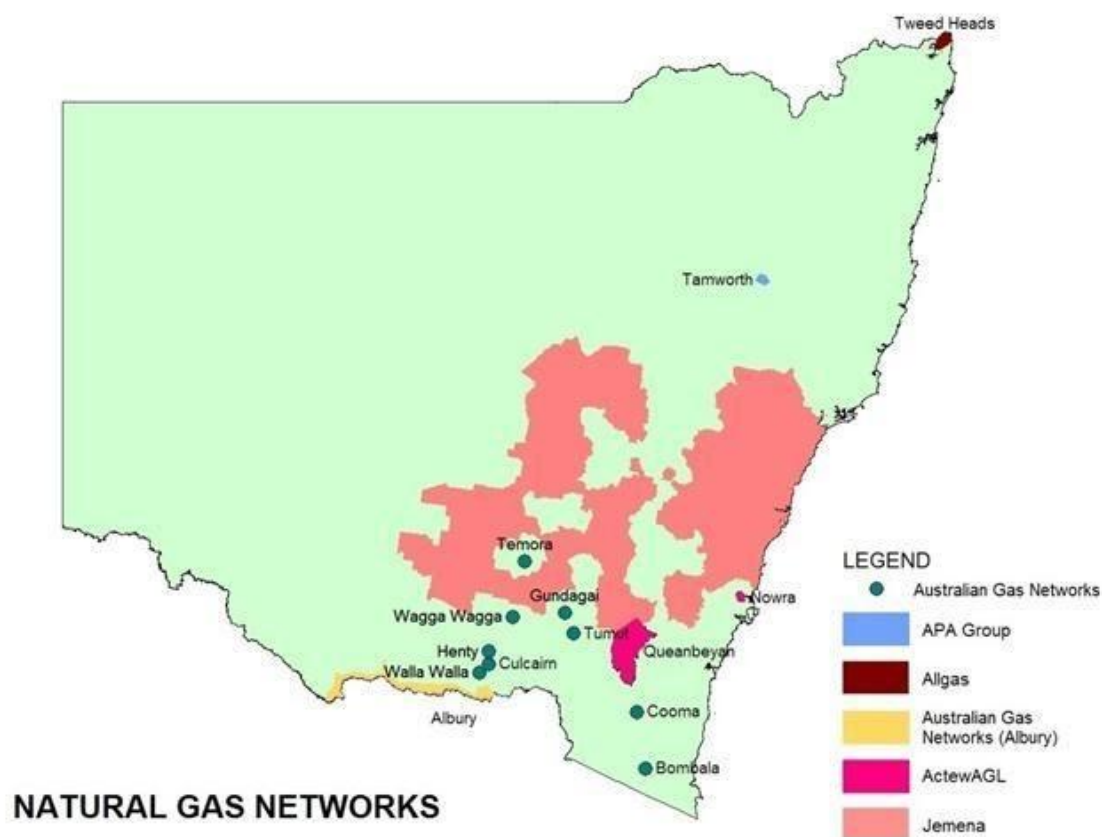 Tweed Heads
Tamworth
Temora
Gundagai
Wagga Wagga
Nowra
Tumut
Henty
Queanbeyan
Culcairn
Walla Walla
Albury
Cooma
Bombala
LEGEND
Australian Gas Networks
APA Group
Allgas
Australian Gas
Networks (Albury)
ActewAGL
Jemena
NATURAL GAS NETWORKS